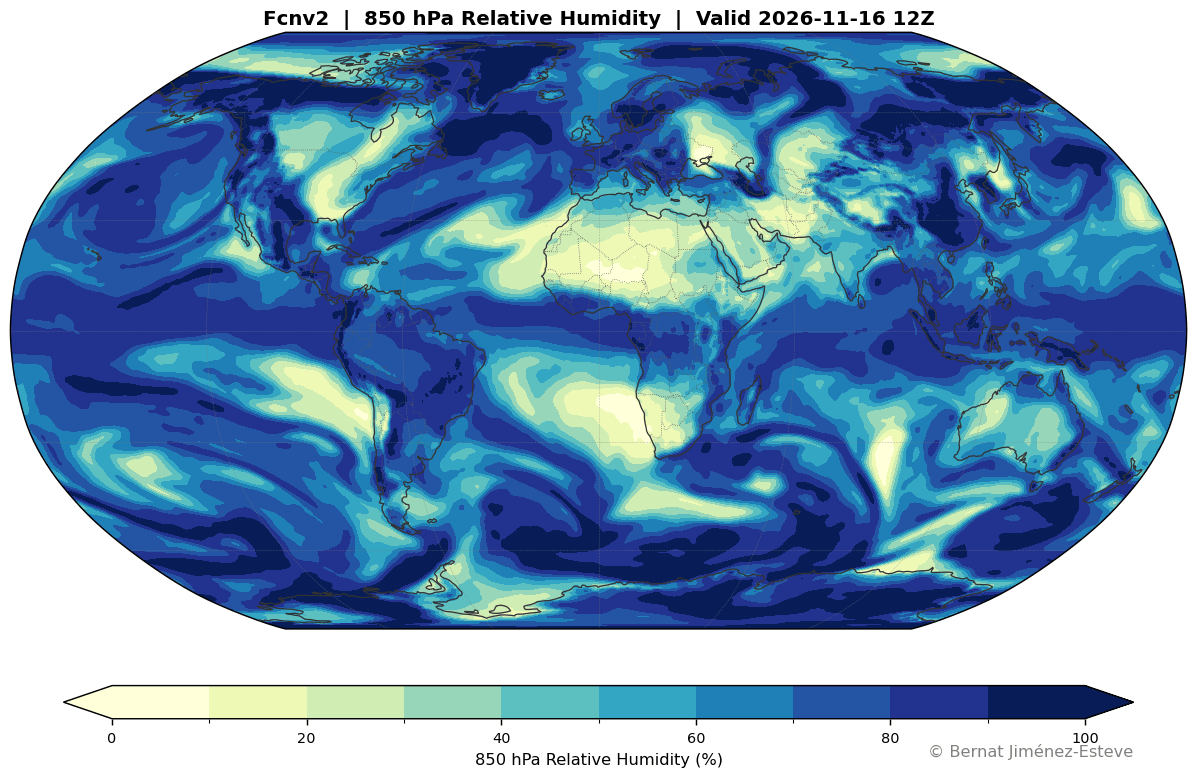 Fcnv2 | 850 hPa Relative Humidity | Valid 2026-11-16 12Z
0 20 40 60 80 100
850 hPa Relative Humidity (%)
© Bernat Jiménez-Esteve